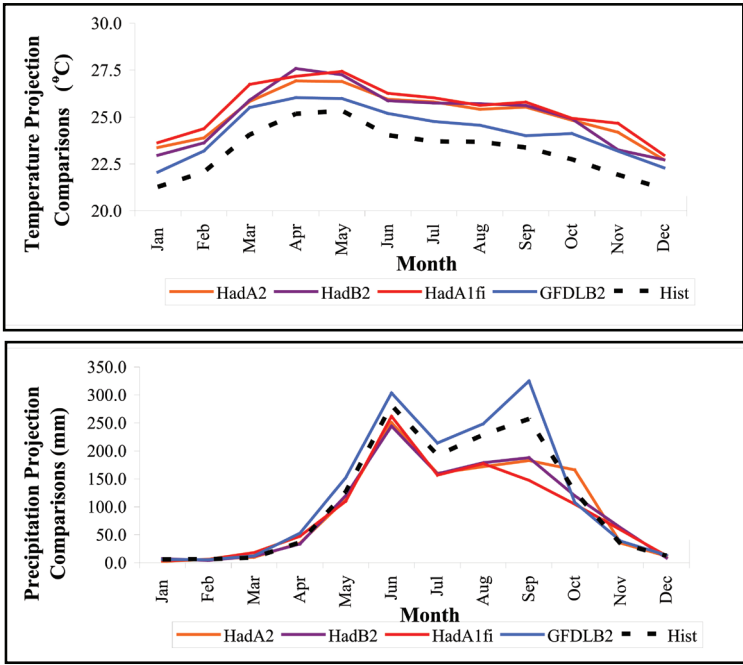 Temperature Projection
Comparisons (°C)
30.0
27.5
25.0
22.5
20.0
Jan
Feb
Mar
Apr
May
Jun
Jul
Aug
Sep
Oct
Nov
Dec
Month
HadA2 HadB2 HadA1fi GFDLB2 Hist
Precipitation Projection
Comparisons (mm)
350.0
300.0
250.0
200.0
150.0
100.0
50.0
0.0
Jan
Feb
Mar
Apr
May
Jun
Jul
Aug
Sep
Oct
Nov
Dec
Month
HadA2 HadB2 HadA1fi GFDLB2 Hist